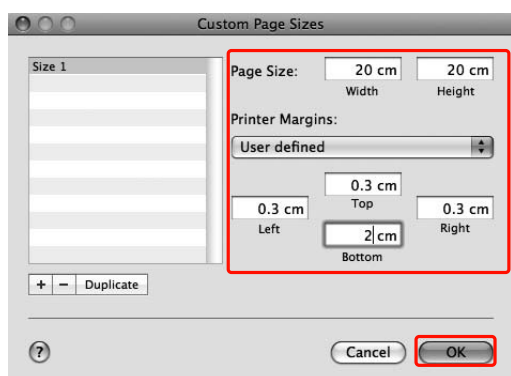 Custom Page Sizes
Size 1
Page Size: 20 cm 20 cm
Width Height
Printer Margins:
User defined
0.3 cm
Top
0.3 cm 0.3 cm
Left Right
2 cm
Bottom
+ - Duplicate
? Cancel OK